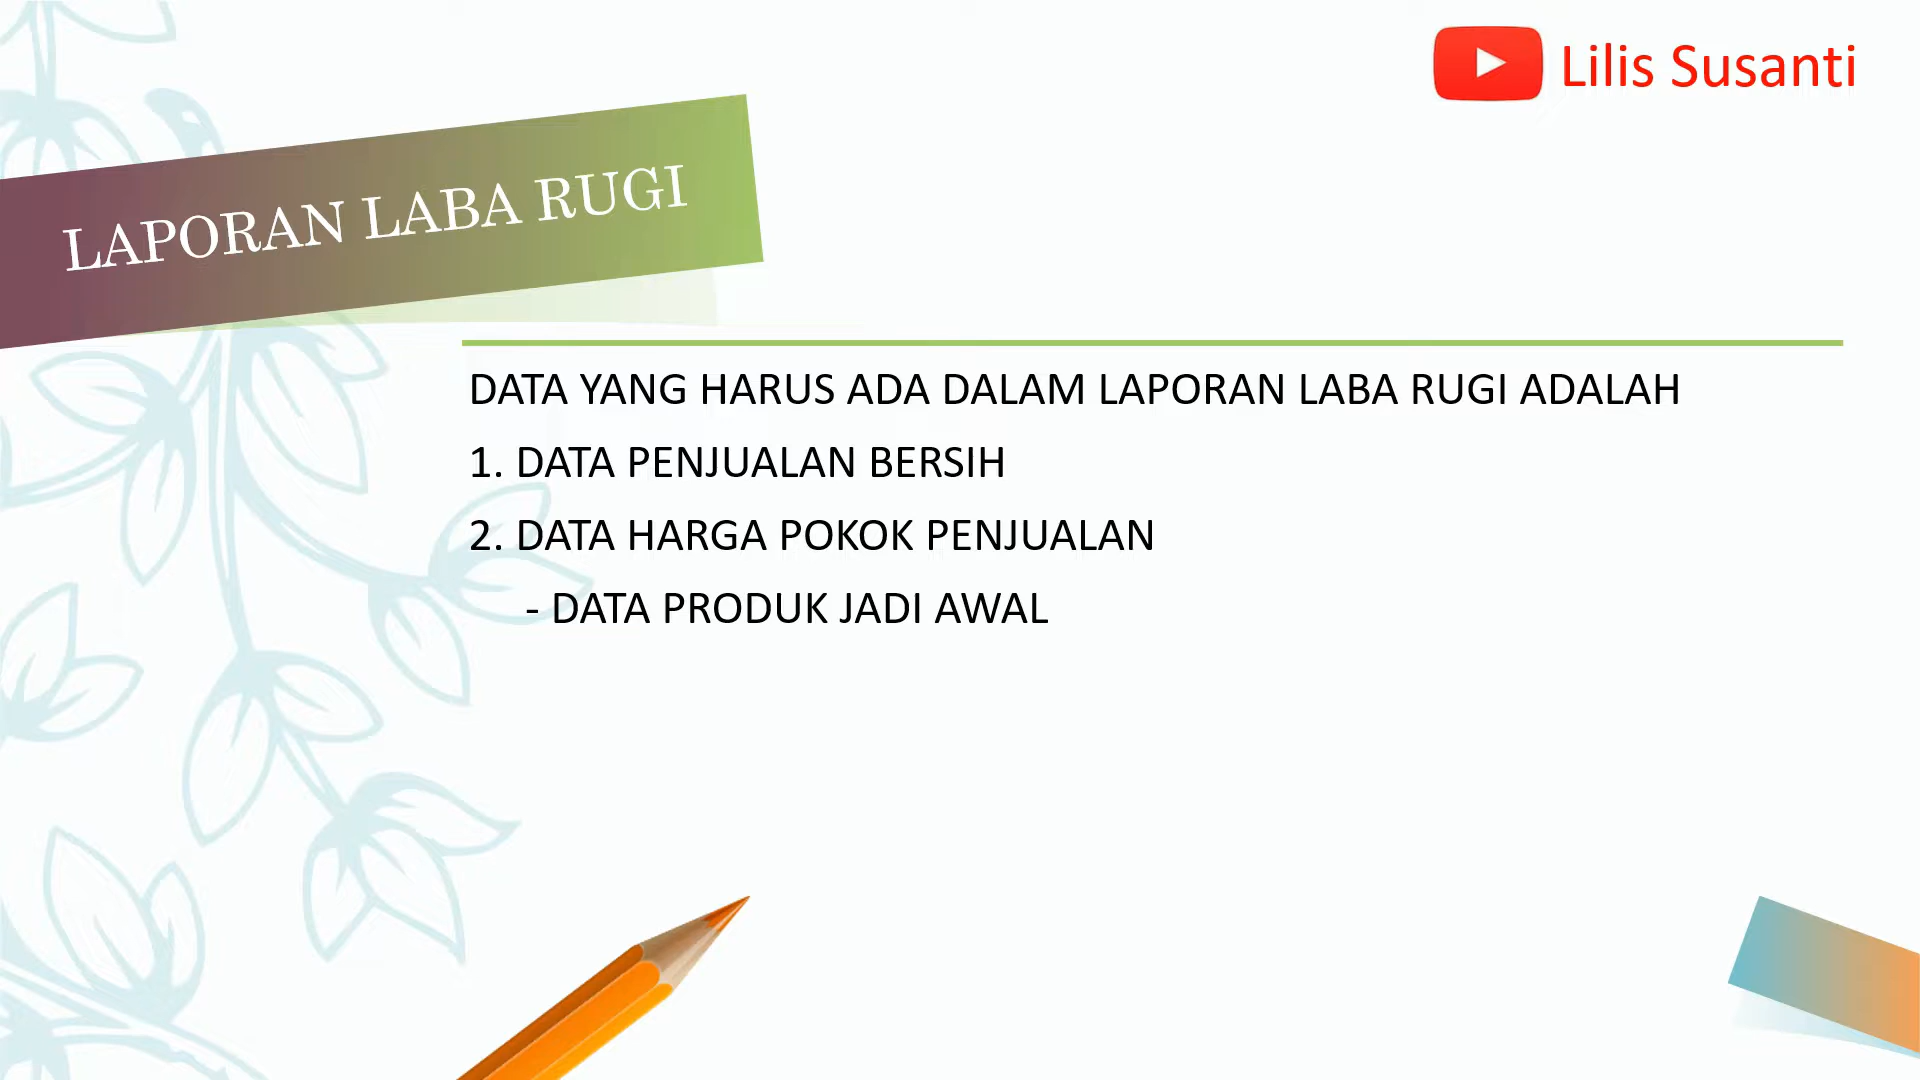 Lilis Susanti
LAPORAN LABA RUGI
DATA YANG HARUS ADA DALAM LAPORAN LABA RUGI ADALAH
1. DATA PENJUALAN BERSIH
2. DATA HARGA POKOK PENJUALAN
- DATA PRODUK JADI AWAL